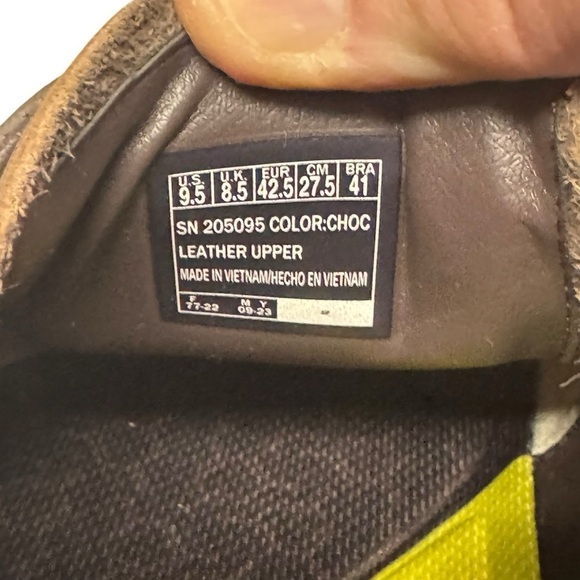 U.S. U.K. EUR CM BRA
9.5 8.5 42.5 27.5 41
SN 205095 COLOR:CHOC
LEATHER UPPER
MADE IN VIETNAM/HECHO EN VIETNAM
F M Y
77-22 09-23